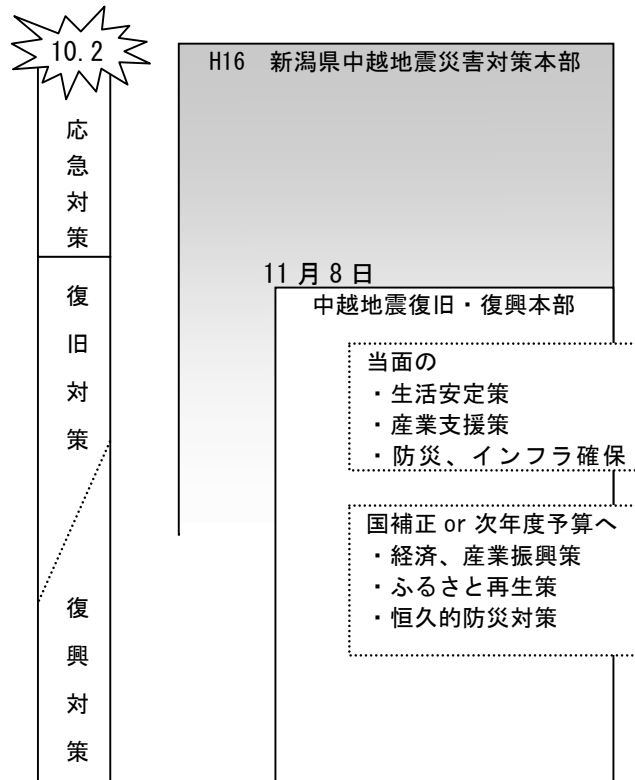 10.2
応急対策
復旧対策
復興対策
H16 新潟県中越地震災害対策本部
11月8日
中越地震復旧・復興本部
当面の
・生活安定策
・産業支援策
・防災、インフラ確保
国補正 or 次年度予算へ
・経済、産業振興策
・ふるさと再生策
・恒久的防災対策